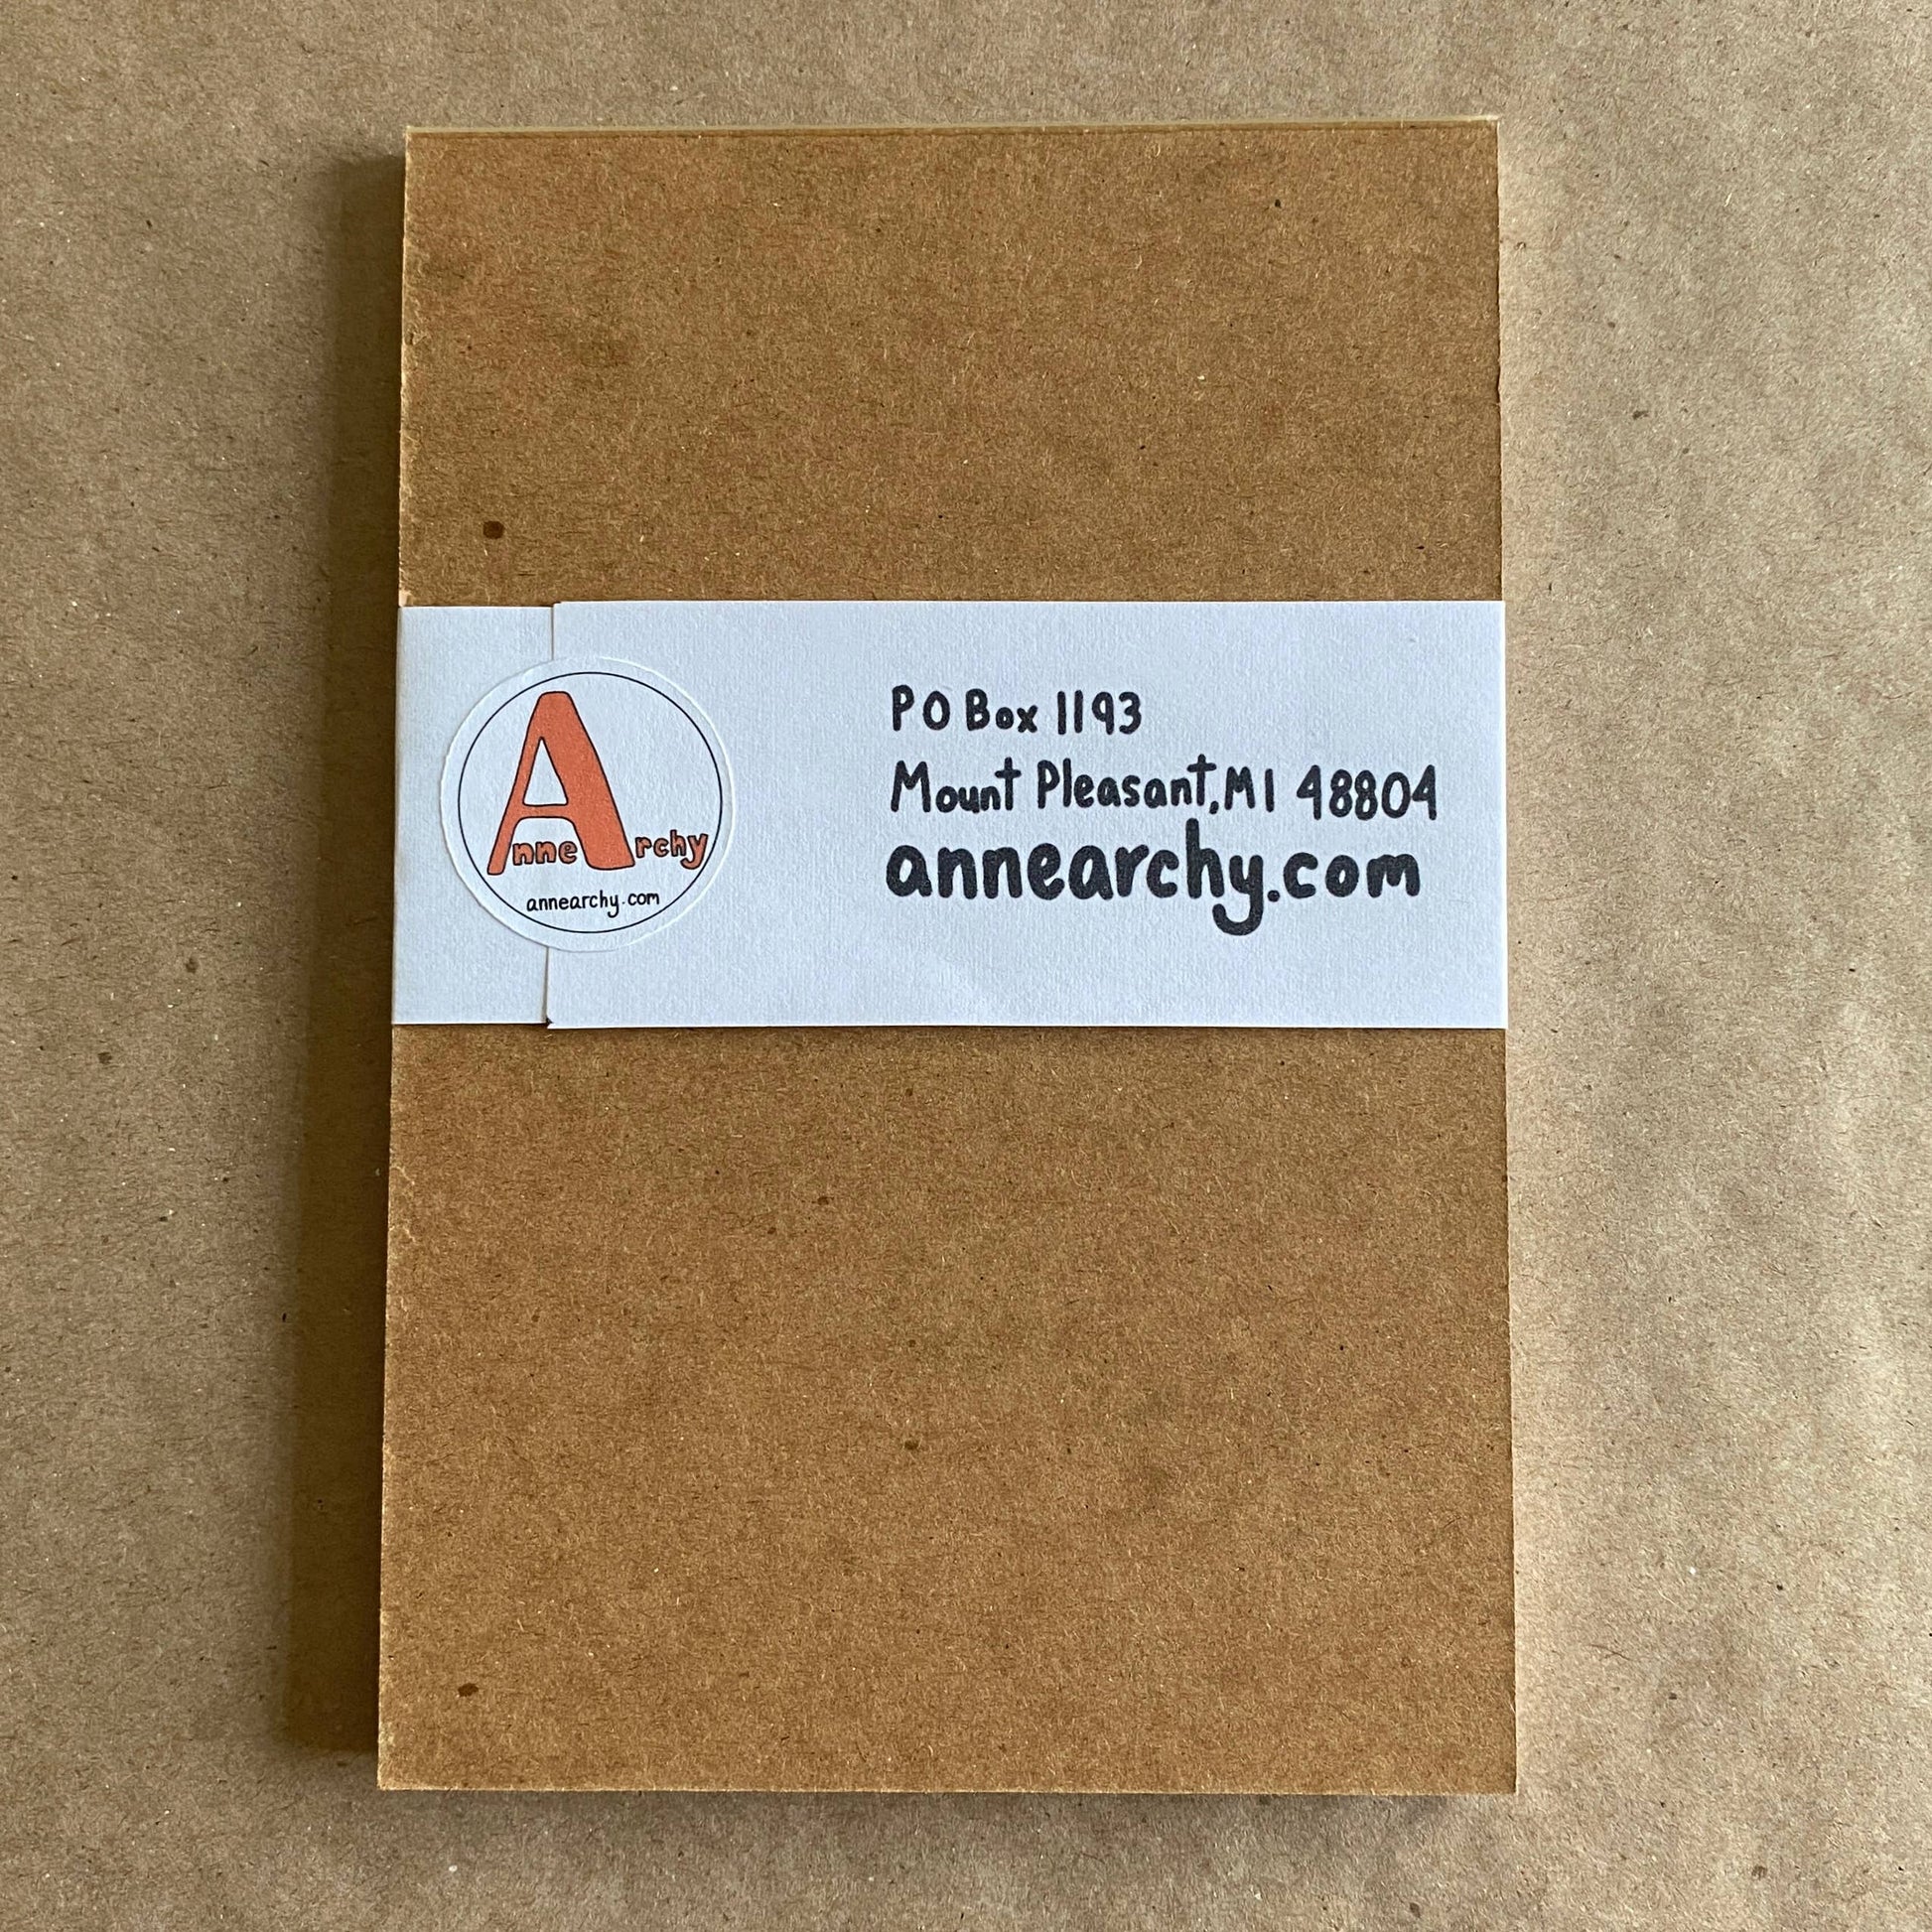 Anne Archy
annearchy.com
PO Box 1193
Mount Pleasant, MI 48804
annearchy.com